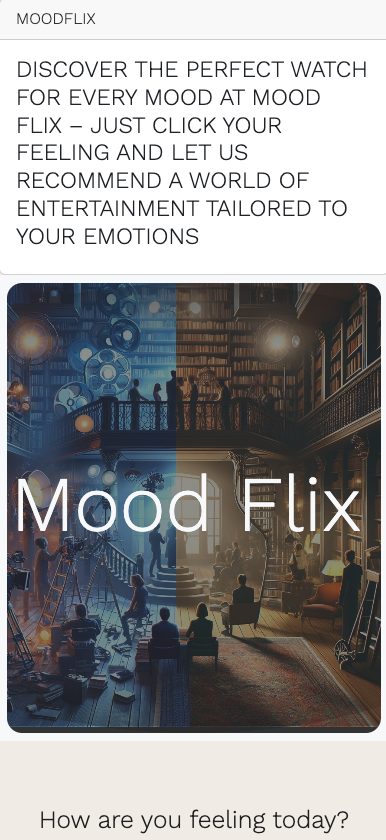 MOODFLIX
DISCOVER THE PERFECT WATCH
FOR EVERY MOOD AT MOOD
FLIX – JUST CLICK YOUR
FEELING AND LET US
RECOMMEND A WORLD OF
ENTERTAINMENT TAILORED TO
YOUR EMOTIONS
Mood Flix
How are you feeling today?